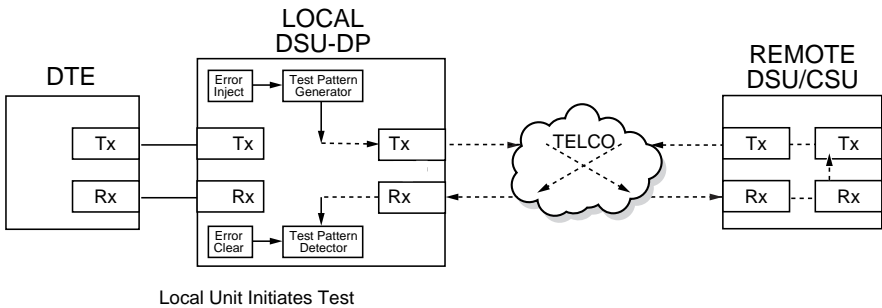 LOCAL
DSU-DP
DTE
REMOTE
DSU/CSU
Error
Inject
Test Pattern
Generator
Tx
Tx
Tx
TELCO
Tx
Tx
Rx
Rx
Rx
Rx
Rx
Error
Clear
Test Pattern
Detector
Local Unit Initiates Test